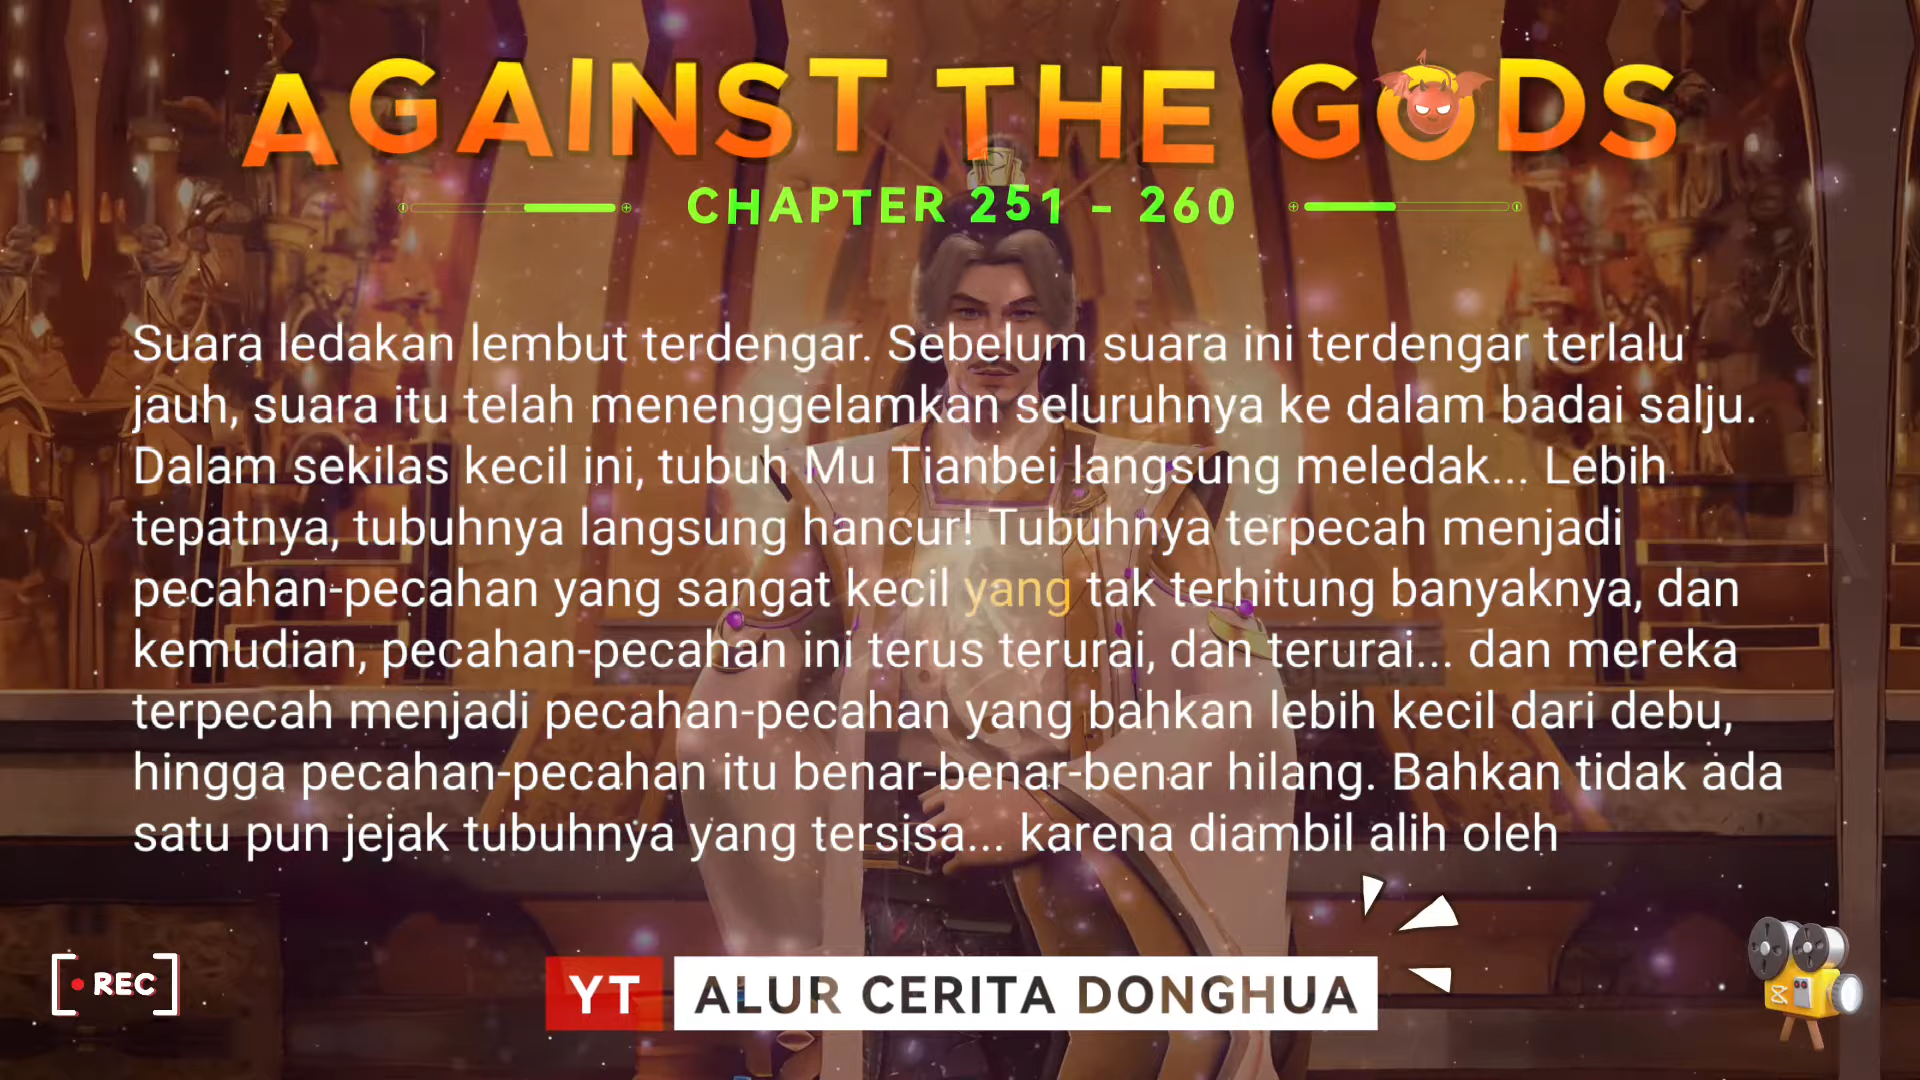 AGAINST THE GODS
CHAPTER 251 - 260
Suara ledakan lembut terdengar. Sebelum suara ini terdengar terlalu
jauh, suara itu telah menenggelamkan seluruhnya ke dalam badai salju.
Dalam sekilas kecil ini, tubuh Mu Tianbei langsung meledak... Lebih
tepatnya, tubuhnya langsung hancur! Tubuhnya terpecah menjadi
pecahan-pecahan yang sangat kecil yang tak terhitung banyaknya, dan
kemudian, pecahan-pecahan ini terus terurai, dan terurai... dan mereka
terpecah menjadi pecahan-pecahan yang bahkan lebih kecil dari debu,
hingga pecahan-pecahan itu benar-benar-benar hilang. Bahkan tidak ada
satu pun jejak tubuhnya yang tersisa... karena diambil alih oleh
REC
YT ALUR CERITA DONGHUA